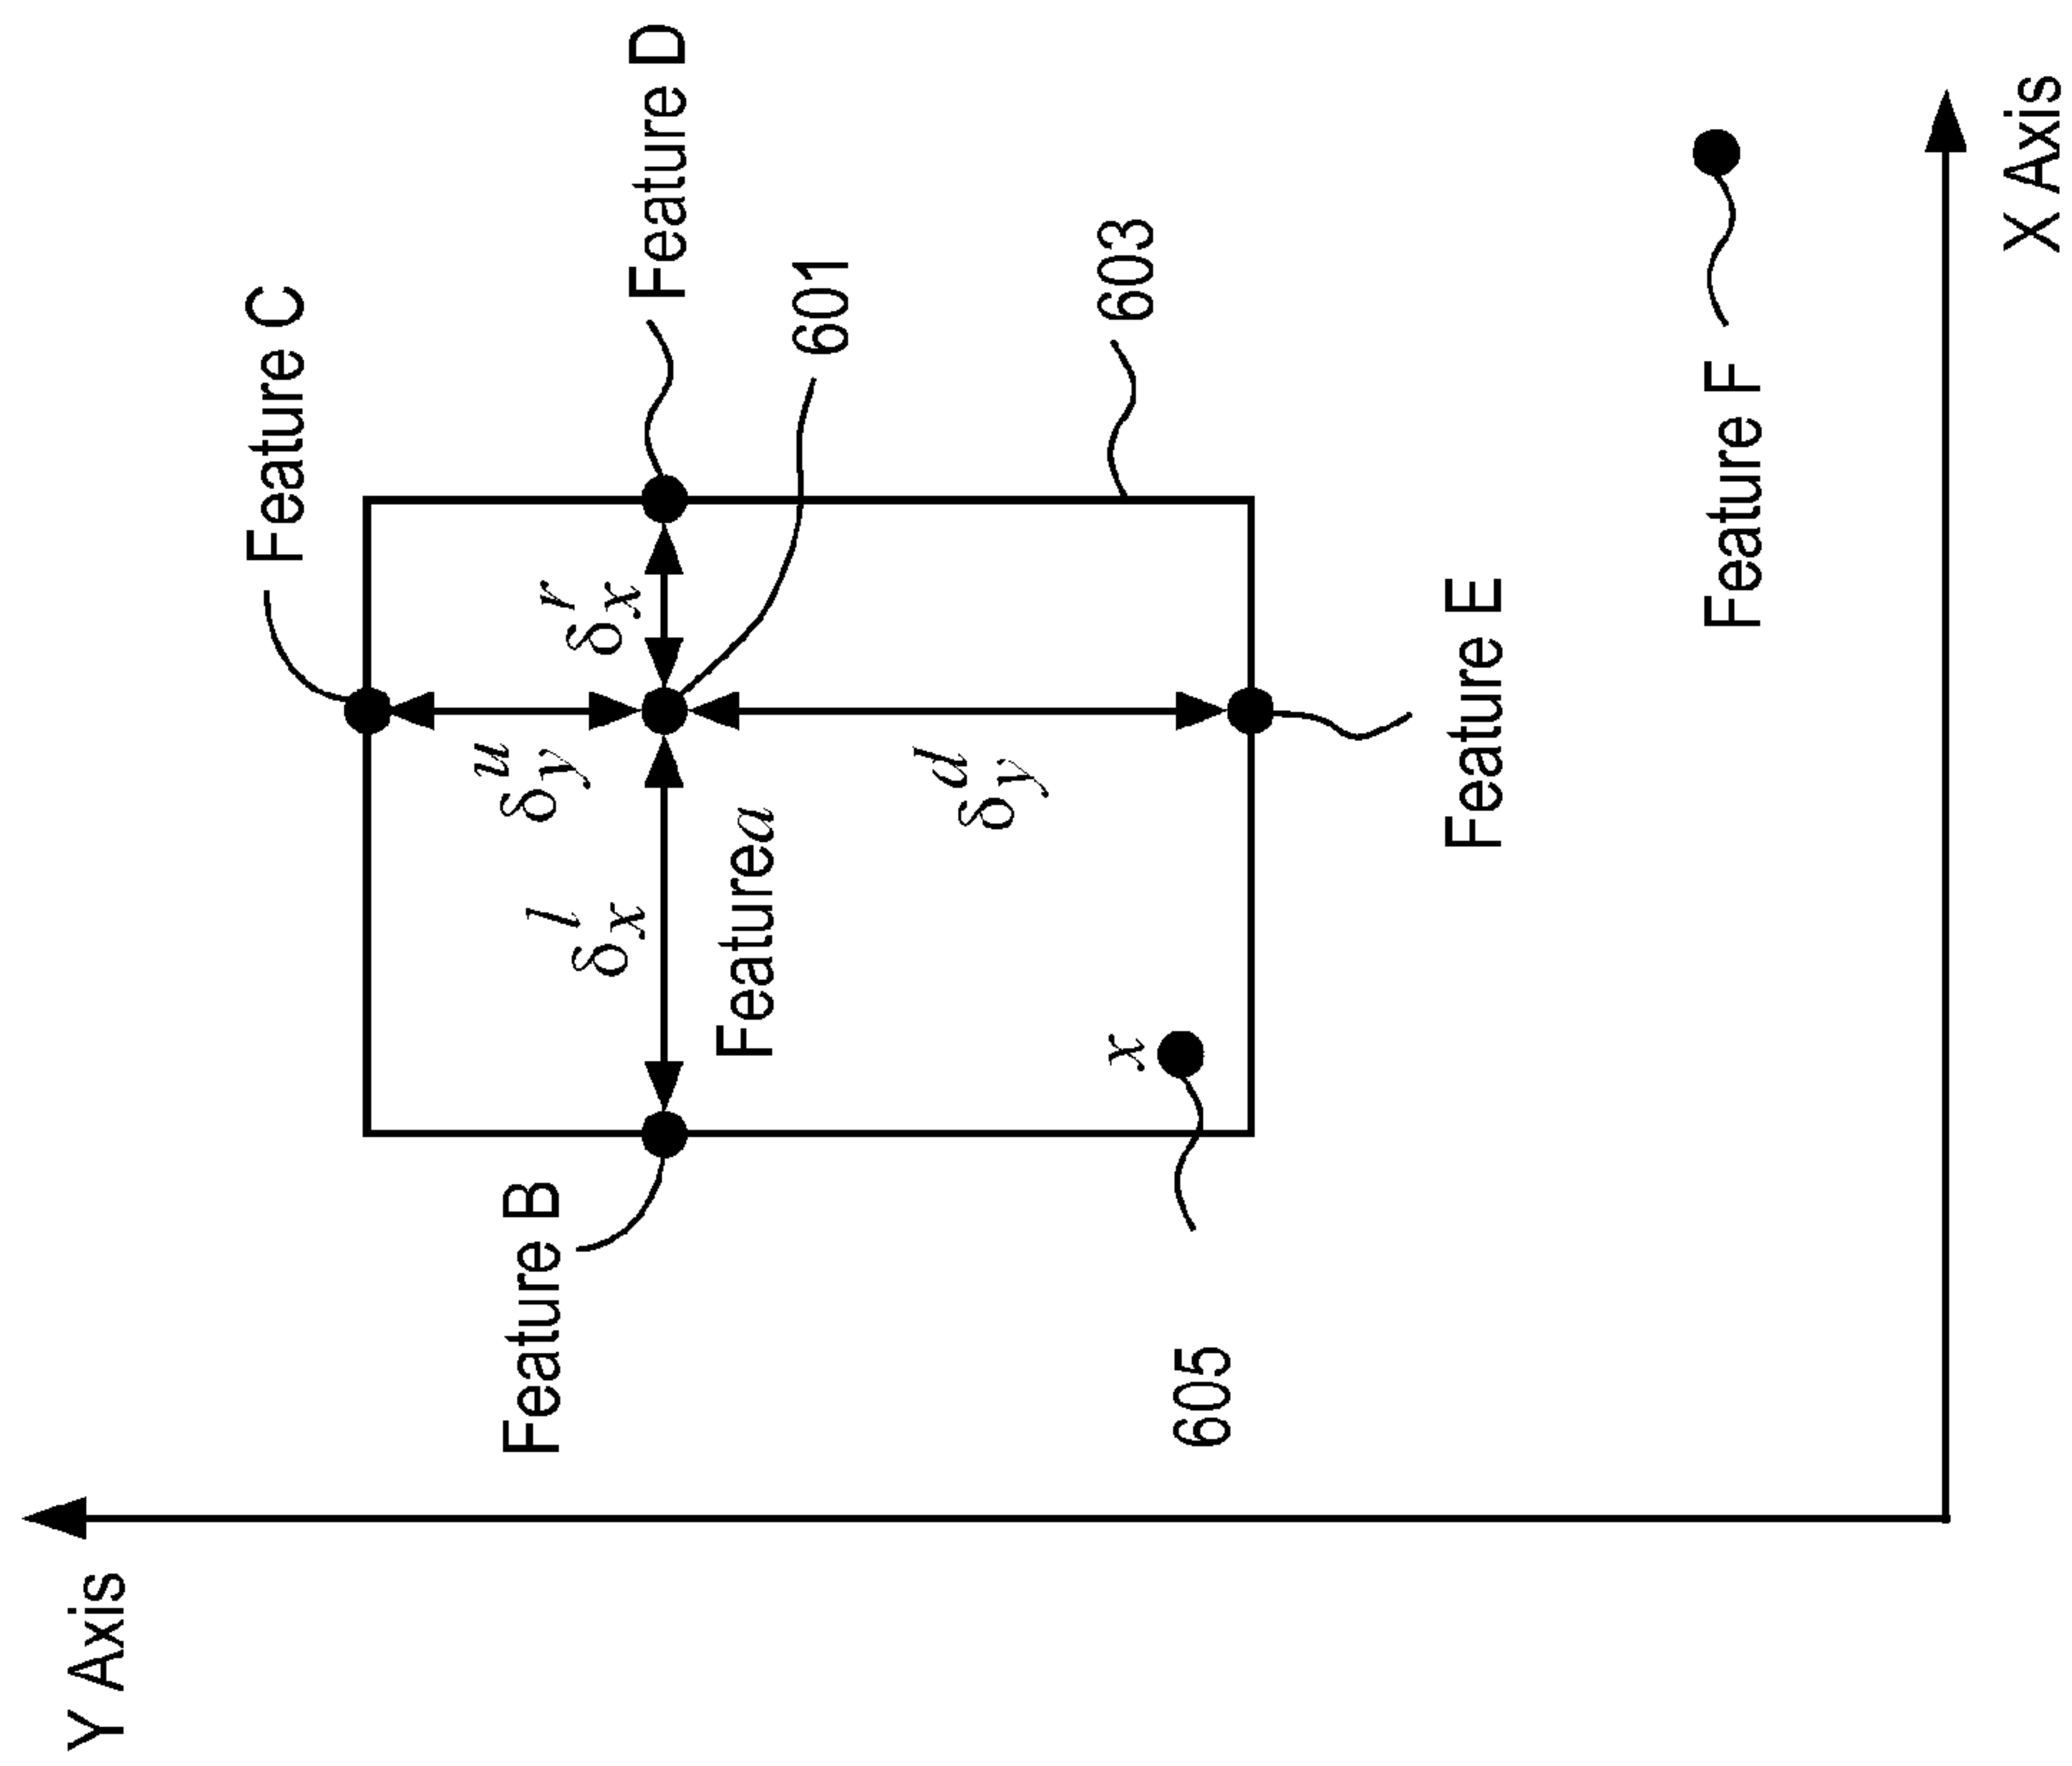 Y Axis
Feature C
Feature B
δ_y^u
δ_x^l
δ_x^r
Feature D
Featurea
601
δ_y^d
x
603
605
Feature E
Feature F
X Axis